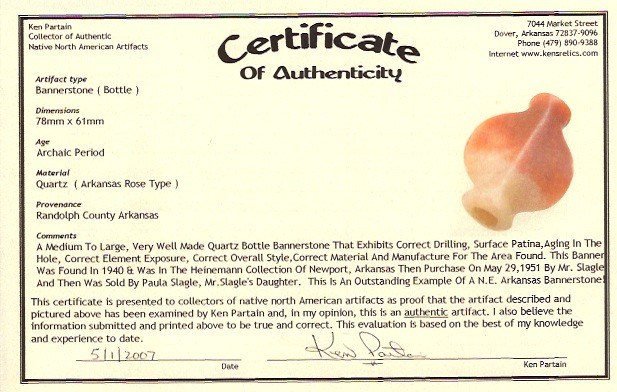 Ken Partain
Collector of Authentic
Native North American Artifacts
Certificate
Of Authenticity
7044 Market Street
Dover, Arkansas 72837-9096
Phone (479) 890-9388
Internet www.kensrelics.com
Artifact type
Bannerstone ( Bottle )
Dimensions
78mm x 61mm
Age
Archaic Period
Material
Quartz ( Arkansas Rose Type )
Provenance
Randolph County Arkansas
Comments
A Medium To Large, Very Well Made Quartz Bottle Bannerstone That Exhibits Correct Drilling, Surface Patina,Aging In The
Hole, Correct Element Exposure, Correct Overall Style,Correct Material And Manufacture For The Area Found. This Banner
Was Found In 1940 & Was In The Heinemann Collection Of Newport, Arkansas Then Purchase On May 29,1951 By Mr. Slagle
And Then Was Sold By Paula Slagle, Mr.Slagle's Daughter. This Is An Outstanding Example Of A N.E. Arkansas Bannerstone!
This certificate is presented to collectors of native north American artifacts as proof that the artifact described and
pictured above has been examined by Ken Partain and, in my opinion, this is an authentic artifact. I also believe the
information submitted and printed above to be true and correct. This evaluation is based on the best of my knowledge
and experience to date.
5/1/2007
Ken Partain
Date
Ken Partain